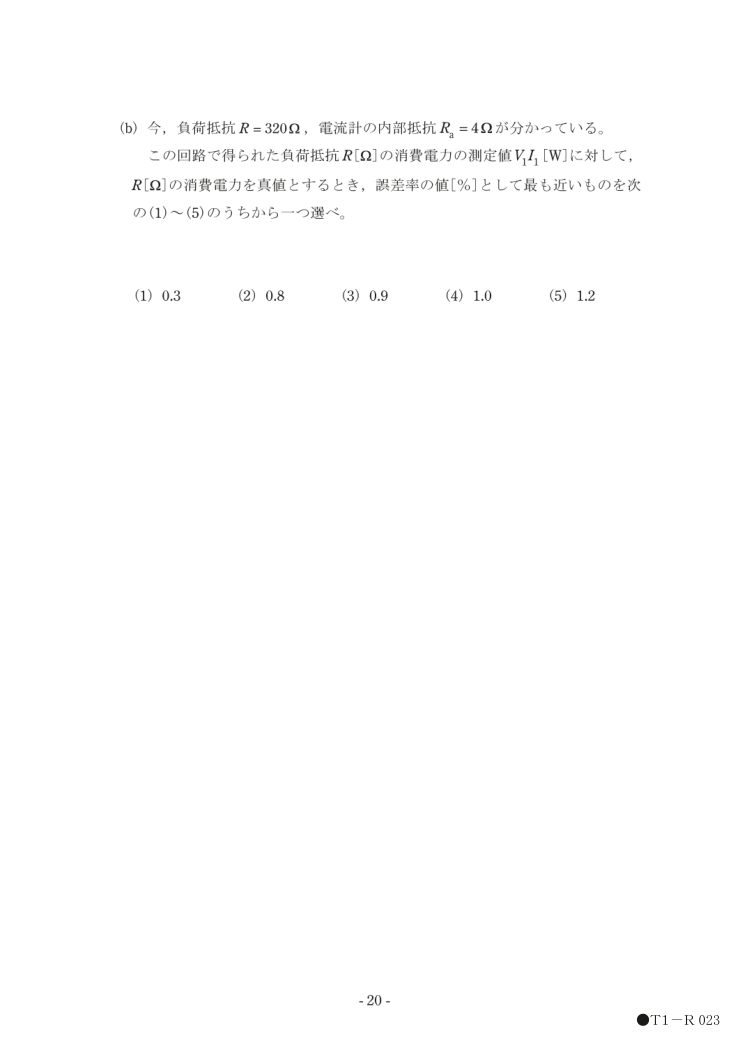 (b) 今，負荷抵抗 R = 320 Ω ，電流計の内部抵抗 Rₐ = 4 Ω が分かっている。
この回路で得られた負荷抵抗 R[Ω]の消費電力の測定値 V₁I₁ [W]に対して，
R[Ω]の消費電力を真値とするとき，誤差率の値[％]として最も近いものを次
の(1)～(5)のうちから一つ選べ。
(1) 0.3 (2) 0.8 (3) 0.9 (4) 1.0 (5) 1.2
- 20 -
●T1－R 023